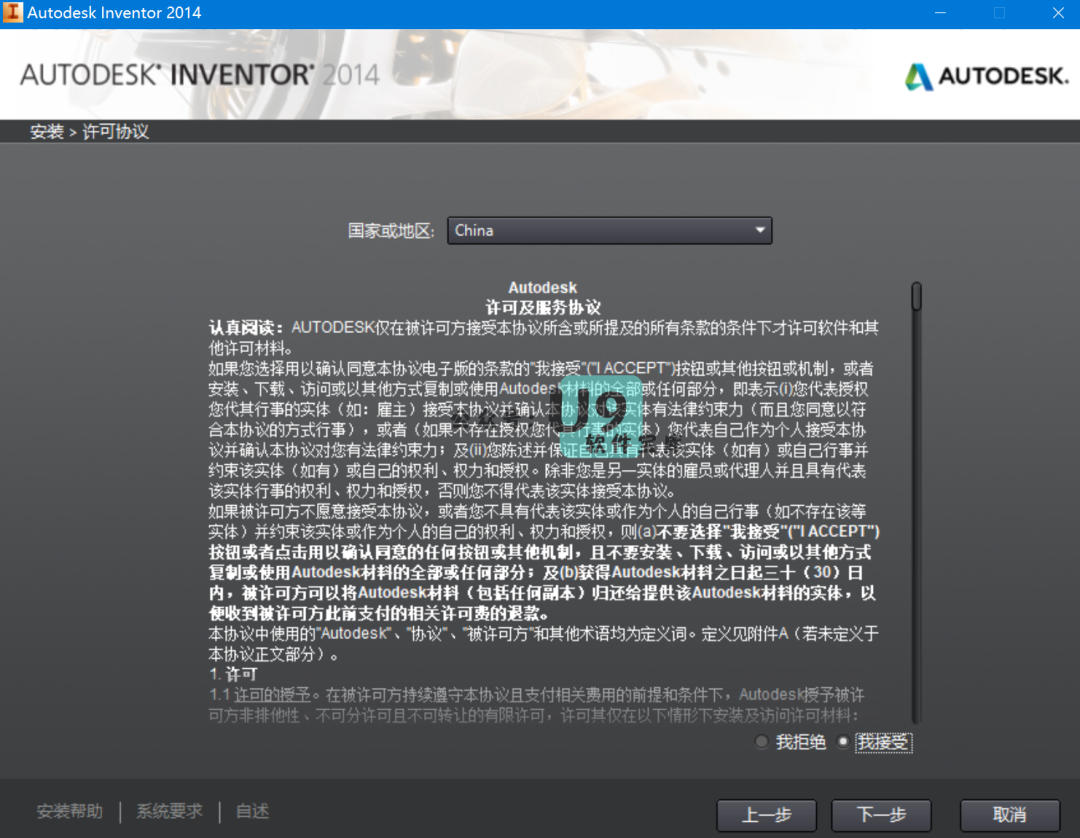 Autodesk Inventor 2014
AUTODESK® INVENTOR® 2014
AUTODESK.
安装 > 许可协议
国家或地区:
China
Autodesk
许可及服务协议
认真阅读：AUTODESK仅在被许可方接受本协议所含或所提及的所有条款的条件下才许可软件和其
他许可材料。
如果您选择用以确认同意本协议电子版的条款的"我接受"("I ACCEPT")按钮或其他按钮或机制，或者
安装、下载、访问或以其他方式复制或使用Autodesk材料的全部或任何部分，即表示(i)您代表授权
您代其行事的实体（如：雇主）接受本协议并确认本协议对该实体有法律约束力（而且您同意以符
合本协议的方式行事），或者（如果不存在授权您代其行事的实体）您代表自己作为个人接受本协
议并确认本协议对您有法律约束力；及(ii)您陈述并保证自己具有代表该实体（如有）或自己行事并
约束该实体（如有）或自己的权利、权力和授权。除非您是另一实体的雇员或代理人并且具有代表
该实体行事的权利、权力和授权，否则您不得代表该实体接受本协议。
如果被许可方不愿意接受本协议，或者您不具有代表该实体或作为个人的自己行事（如不存在该等
实体）并约束该实体或作为个人的自己的权利、权力和授权，则(a)不要选择"我接受"("I ACCEPT")
按钮或者点击用以确认同意的任何按钮或其他机制，且不要安装、下载、访问或以其他方式
复制或使用Autodesk材料的全部或任何部分；及(b)获得Autodesk材料之日起三十（30）日
内，被许可方可以将Autodesk材料（包括任何副本）归还给提供该Autodesk材料的实体，以
便收到被许可方此前支付的相关许可费的退款。
本协议中使用的"Autodesk"、"协议"、"被许可方"和其他术语均为定义词。定义见附件A（若未定义于
本协议正文部分）。
1. 许可
1.1 许可的授予。在被许可方持续遵守本协议且支付相关费用的前提和条件下，Autodesk授予被许
可方非排他性、不可分许可且不可转让的有限许可，许可其仅在以下情形下安装及访问许可材料：
U9
软件宝库
我拒绝
我接受
安装帮助 | 系统要求 | 自述
上一步
下一步
取消